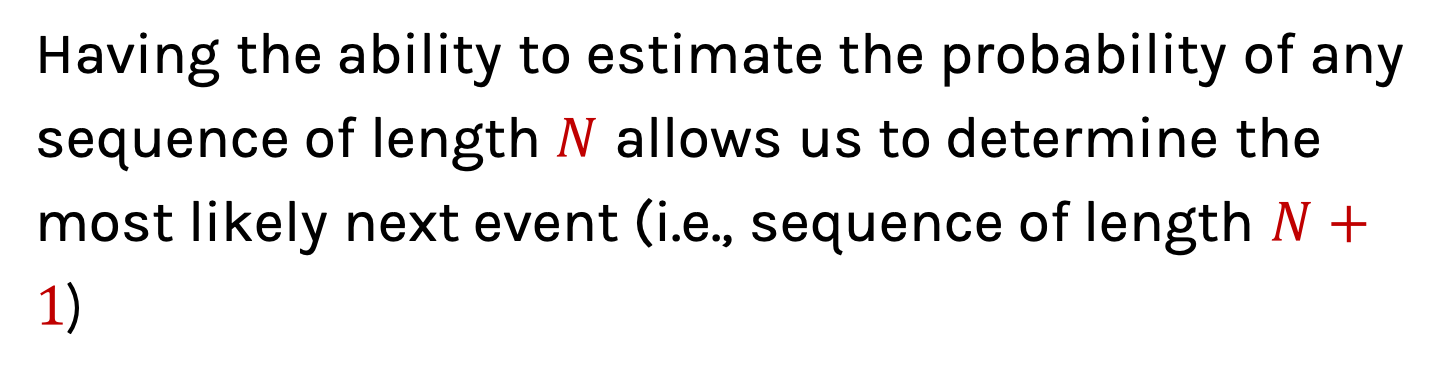 Having the ability to estimate the probability of any
sequence of length N allows us to determine the
most likely next event (i.e., sequence of length N +
1)